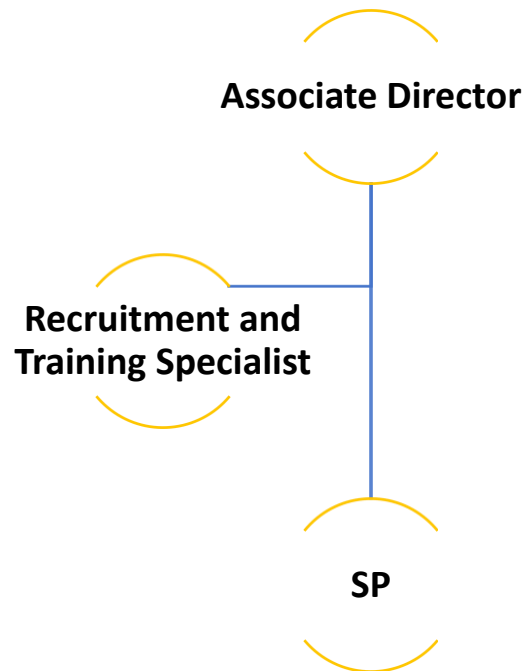 Associate Director
Recruitment and
Training Specialist
SP